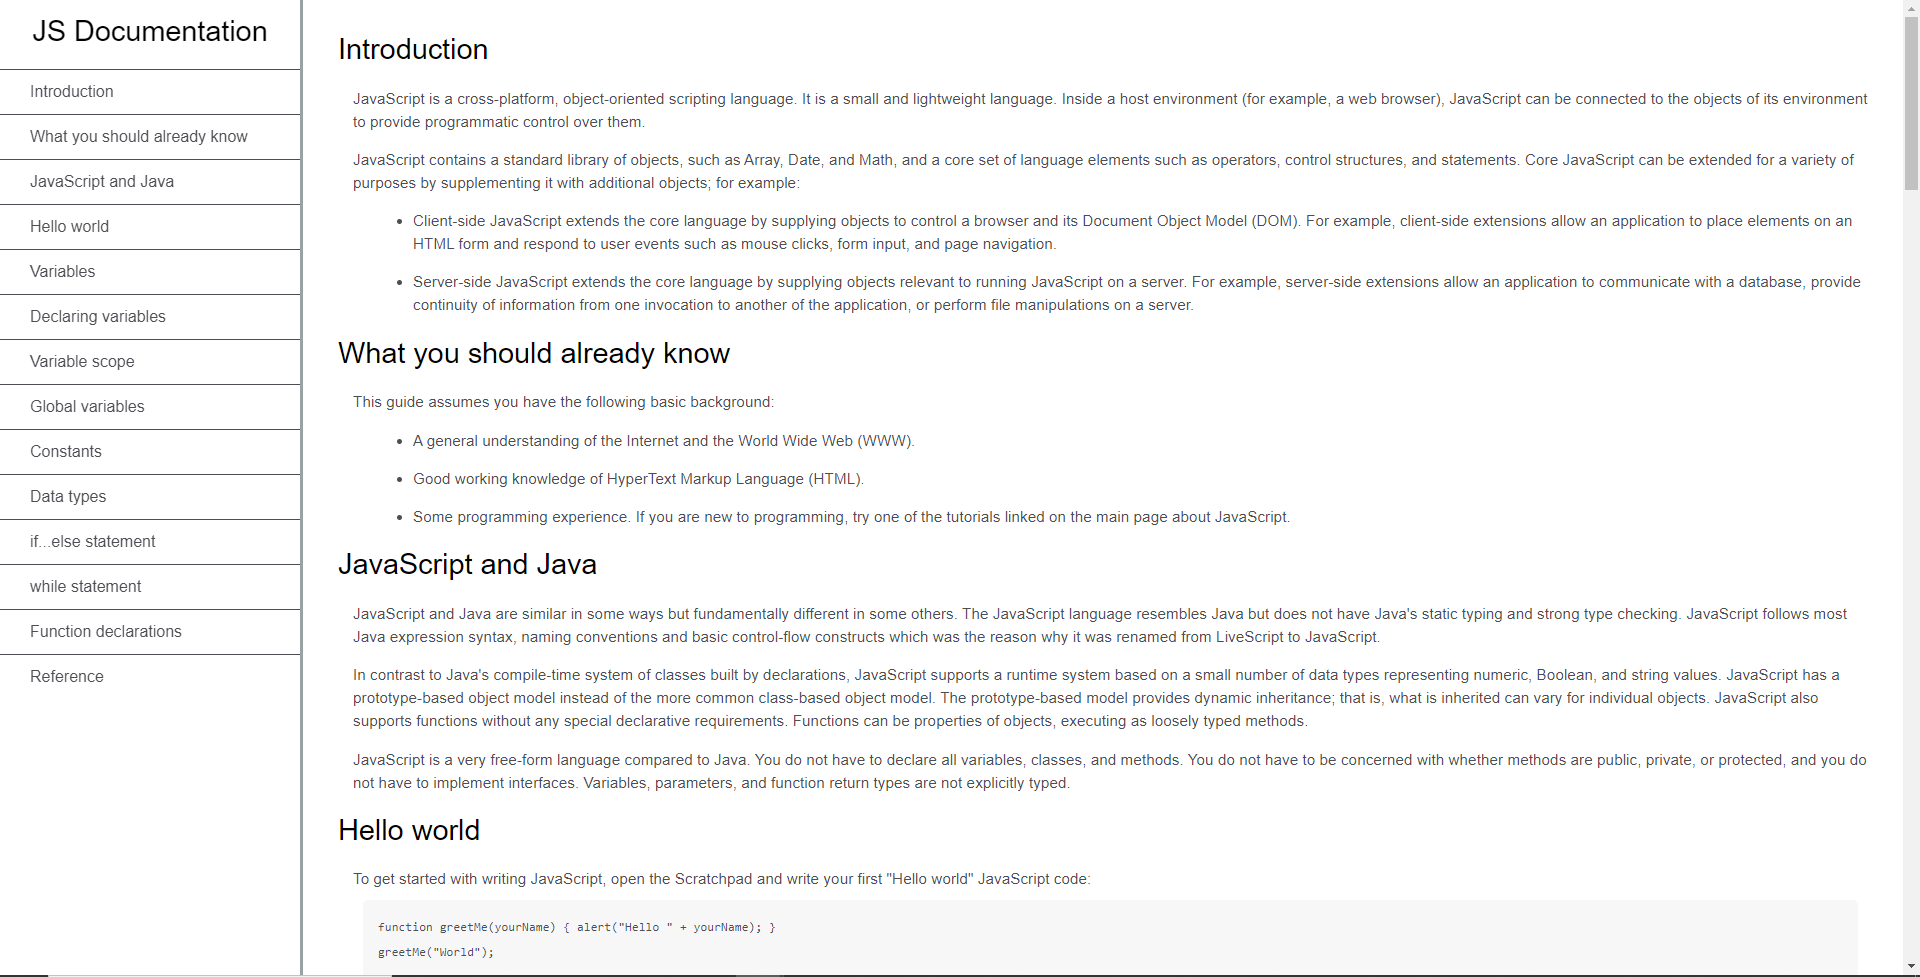 JS Documentation
Introduction
What you should already know
JavaScript and Java
Hello world
Variables
Declaring variables
Variable scope
Global variables
Constants
Data types
if...else statement
while statement
Function declarations
Reference
Introduction
JavaScript is a cross-platform, object-oriented scripting language. It is a small and lightweight language. Inside a host environment (for example, a web browser), JavaScript can be connected to the objects of its environment
to provide programmatic control over them.
JavaScript contains a standard library of objects, such as Array, Date, and Math, and a core set of language elements such as operators, control structures, and statements. Core JavaScript can be extended for a variety of
purposes by supplementing it with additional objects; for example:
• Client-side JavaScript extends the core language by supplying objects to control a browser and its Document Object Model (DOM). For example, client-side extensions allow an application to place elements on an
HTML form and respond to user events such as mouse clicks, form input, and page navigation.
• Server-side JavaScript extends the core language by supplying objects relevant to running JavaScript on a server. For example, server-side extensions allow an application to communicate with a database, provide
continuity of information from one invocation to another of the application, or perform file manipulations on a server.
What you should already know
This guide assumes you have the following basic background:
• A general understanding of the Internet and the World Wide Web (WWW).
• Good working knowledge of HyperText Markup Language (HTML).
• Some programming experience. If you are new to programming, try one of the tutorials linked on the main page about JavaScript.
JavaScript and Java
JavaScript and Java are similar in some ways but fundamentally different in some others. The JavaScript language resembles Java but does not have Java's static typing and strong type checking. JavaScript follows most
Java expression syntax, naming conventions and basic control-flow constructs which was the reason why it was renamed from LiveScript to JavaScript.
In contrast to Java's compile-time system of classes built by declarations, JavaScript supports a runtime system based on a small number of data types representing numeric, Boolean, and string values. JavaScript has a
prototype-based object model instead of the more common class-based object model. The prototype-based model provides dynamic inheritance; that is, what is inherited can vary for individual objects. JavaScript also
supports functions without any special declarative requirements. Functions can be properties of objects, executing as loosely typed methods.
JavaScript is a very free-form language compared to Java. You do not have to declare all variables, classes, and methods. You do not have to be concerned with whether methods are public, private, or protected, and you do
not have to implement interfaces. Variables, parameters, and function return types are not explicitly typed.
Hello world
To get started with writing JavaScript, open the Scratchpad and write your first "Hello world" JavaScript code:
function greetMe(yourName) { alert("Hello " + yourName); }
greetMe("World");